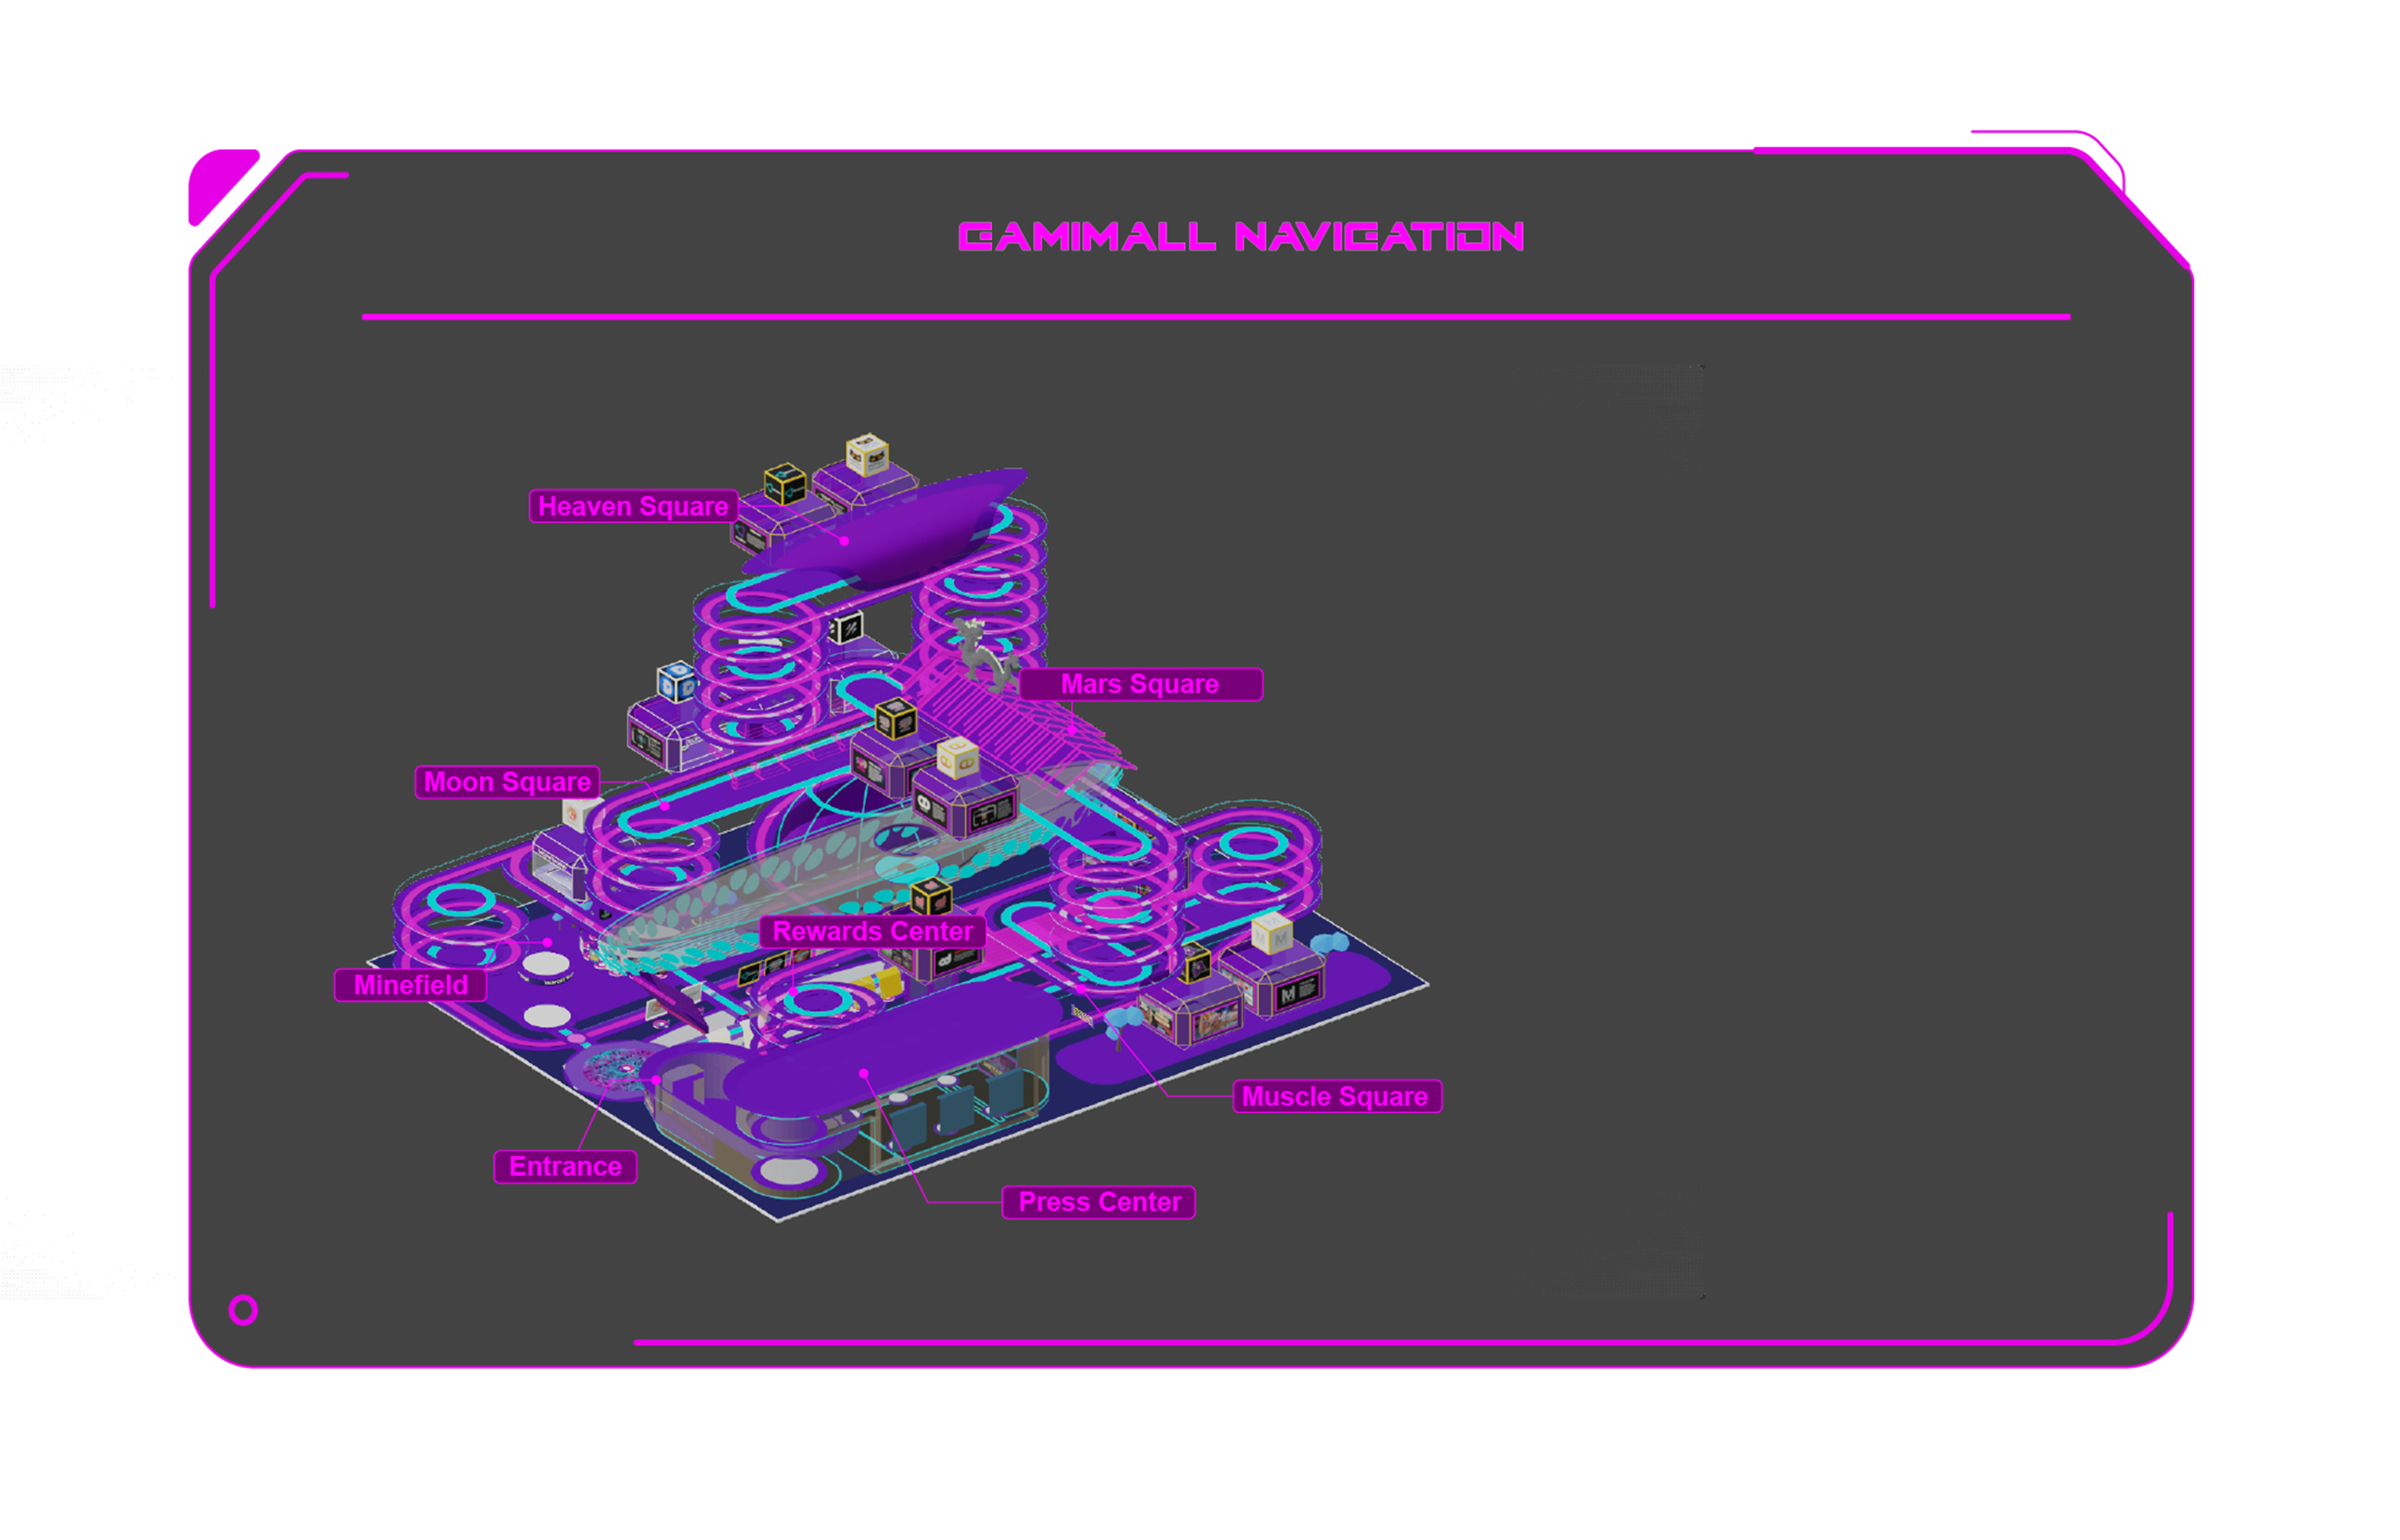 GAMIMALL NAVIGATION
Heaven Square
Mars Square
Moon Square
Rewards Center
Minefield
Muscle Square
Entrance
Press Center